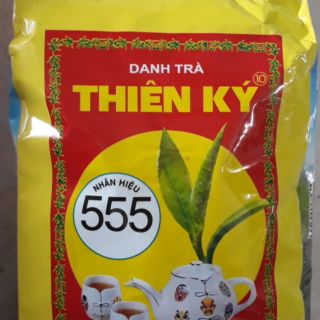 DANH TRÀ
THIÊN KÝ
10
NHÃN HIỆU
555